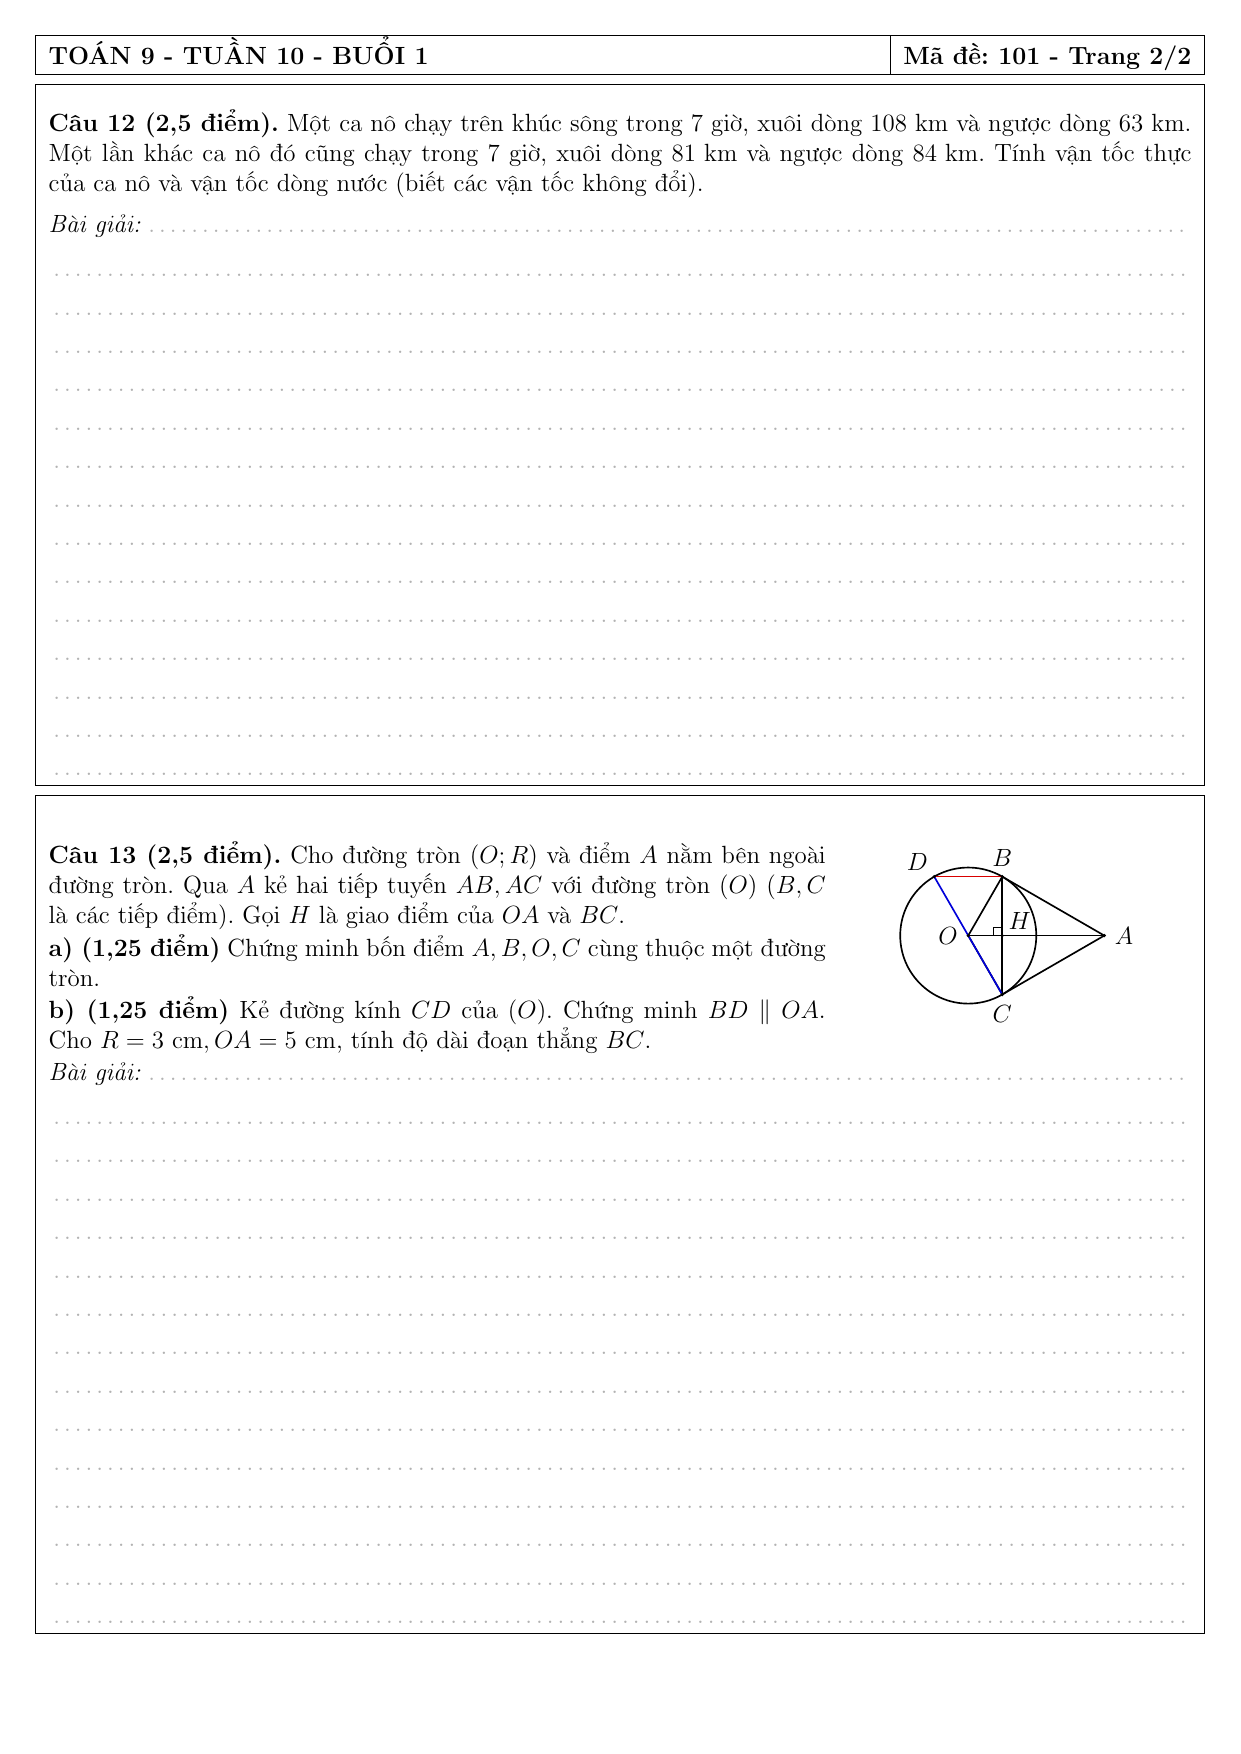 TOÁN 9 - TUẦN 10 - BUỔI 1
Mã đề: 101 - Trang 2/2
Câu 12 (2,5 điểm). Một ca nô chạy trên khúc sông trong 7 giờ, xuôi dòng 108 km và ngược dòng 63 km.
Một lần khác ca nô đó cũng chạy trong 7 giờ, xuôi dòng 81 km và ngược dòng 84 km. Tính vận tốc thực
của ca nô và vận tốc dòng nước (biết các vận tốc không đổi).
Bài giải:
Câu 13 (2,5 điểm). Cho đường tròn (O; R) và điểm A nằm bên ngoài
đường tròn. Qua A kẻ hai tiếp tuyến AB, AC với đường tròn (O) (B, C
là các tiếp điểm). Gọi H là giao điểm của OA và BC.
a) (1,25 điểm) Chứng minh bốn điểm A, B, O, C cùng thuộc một đường
tròn.
b) (1,25 điểm) Kẻ đường kính CD của (O). Chứng minh BD ∥ OA.
Cho R = 3 cm, OA = 5 cm, tính độ dài đoạn thẳng BC.
D
B
H
O
A
C
Bài giải: